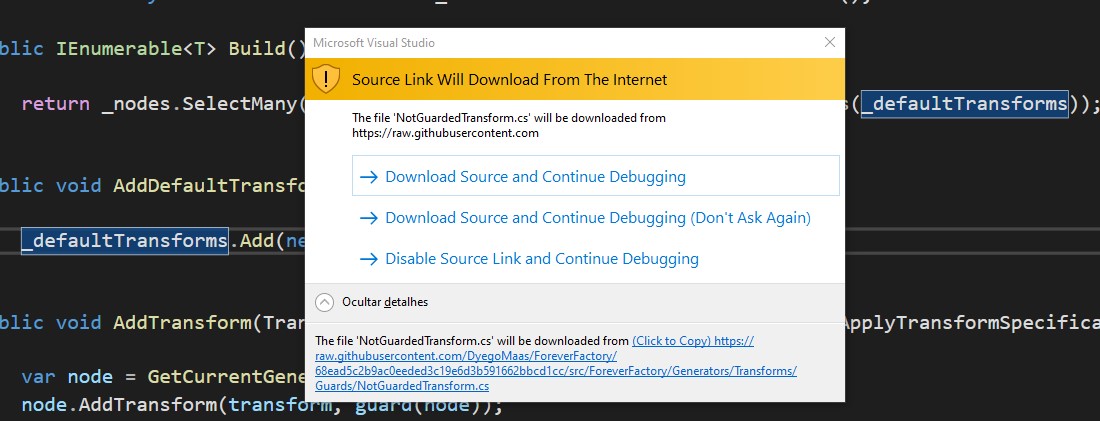 ();
blic IEnumerable<T> Build()
Microsoft Visual Studio
Source Link Will Download From The Internet
return _nodes.SelectMany(
s(_defaultTransforms));
The file 'NotGuardedTransform.cs' will be downloaded from
https://raw.githubusercontent.com
Download Source and Continue Debugging
blic void AddDefaultTransfo
Download Source and Continue Debugging (Don't Ask Again)
_defaultTransforms.Add(ne
Disable Source Link and Continue Debugging
Ocultar detalhes
blic void AddTransform(Tran
ApplyTransformSpecifica
The file 'NotGuardedTransform.cs' will be downloaded from (Click to Copy) https://
raw.githubusercontent.com/DyegoMaas/ForeverFactory/
68ead5c2b9ac0eeded3c19e6d3b591662bbcd1cc/src/ForeverFactory/Generators/Transforms/
Guards/NotGuardedTransform.cs
var node = GetCurrentGene
node.AddTransform(transform, guard(node));